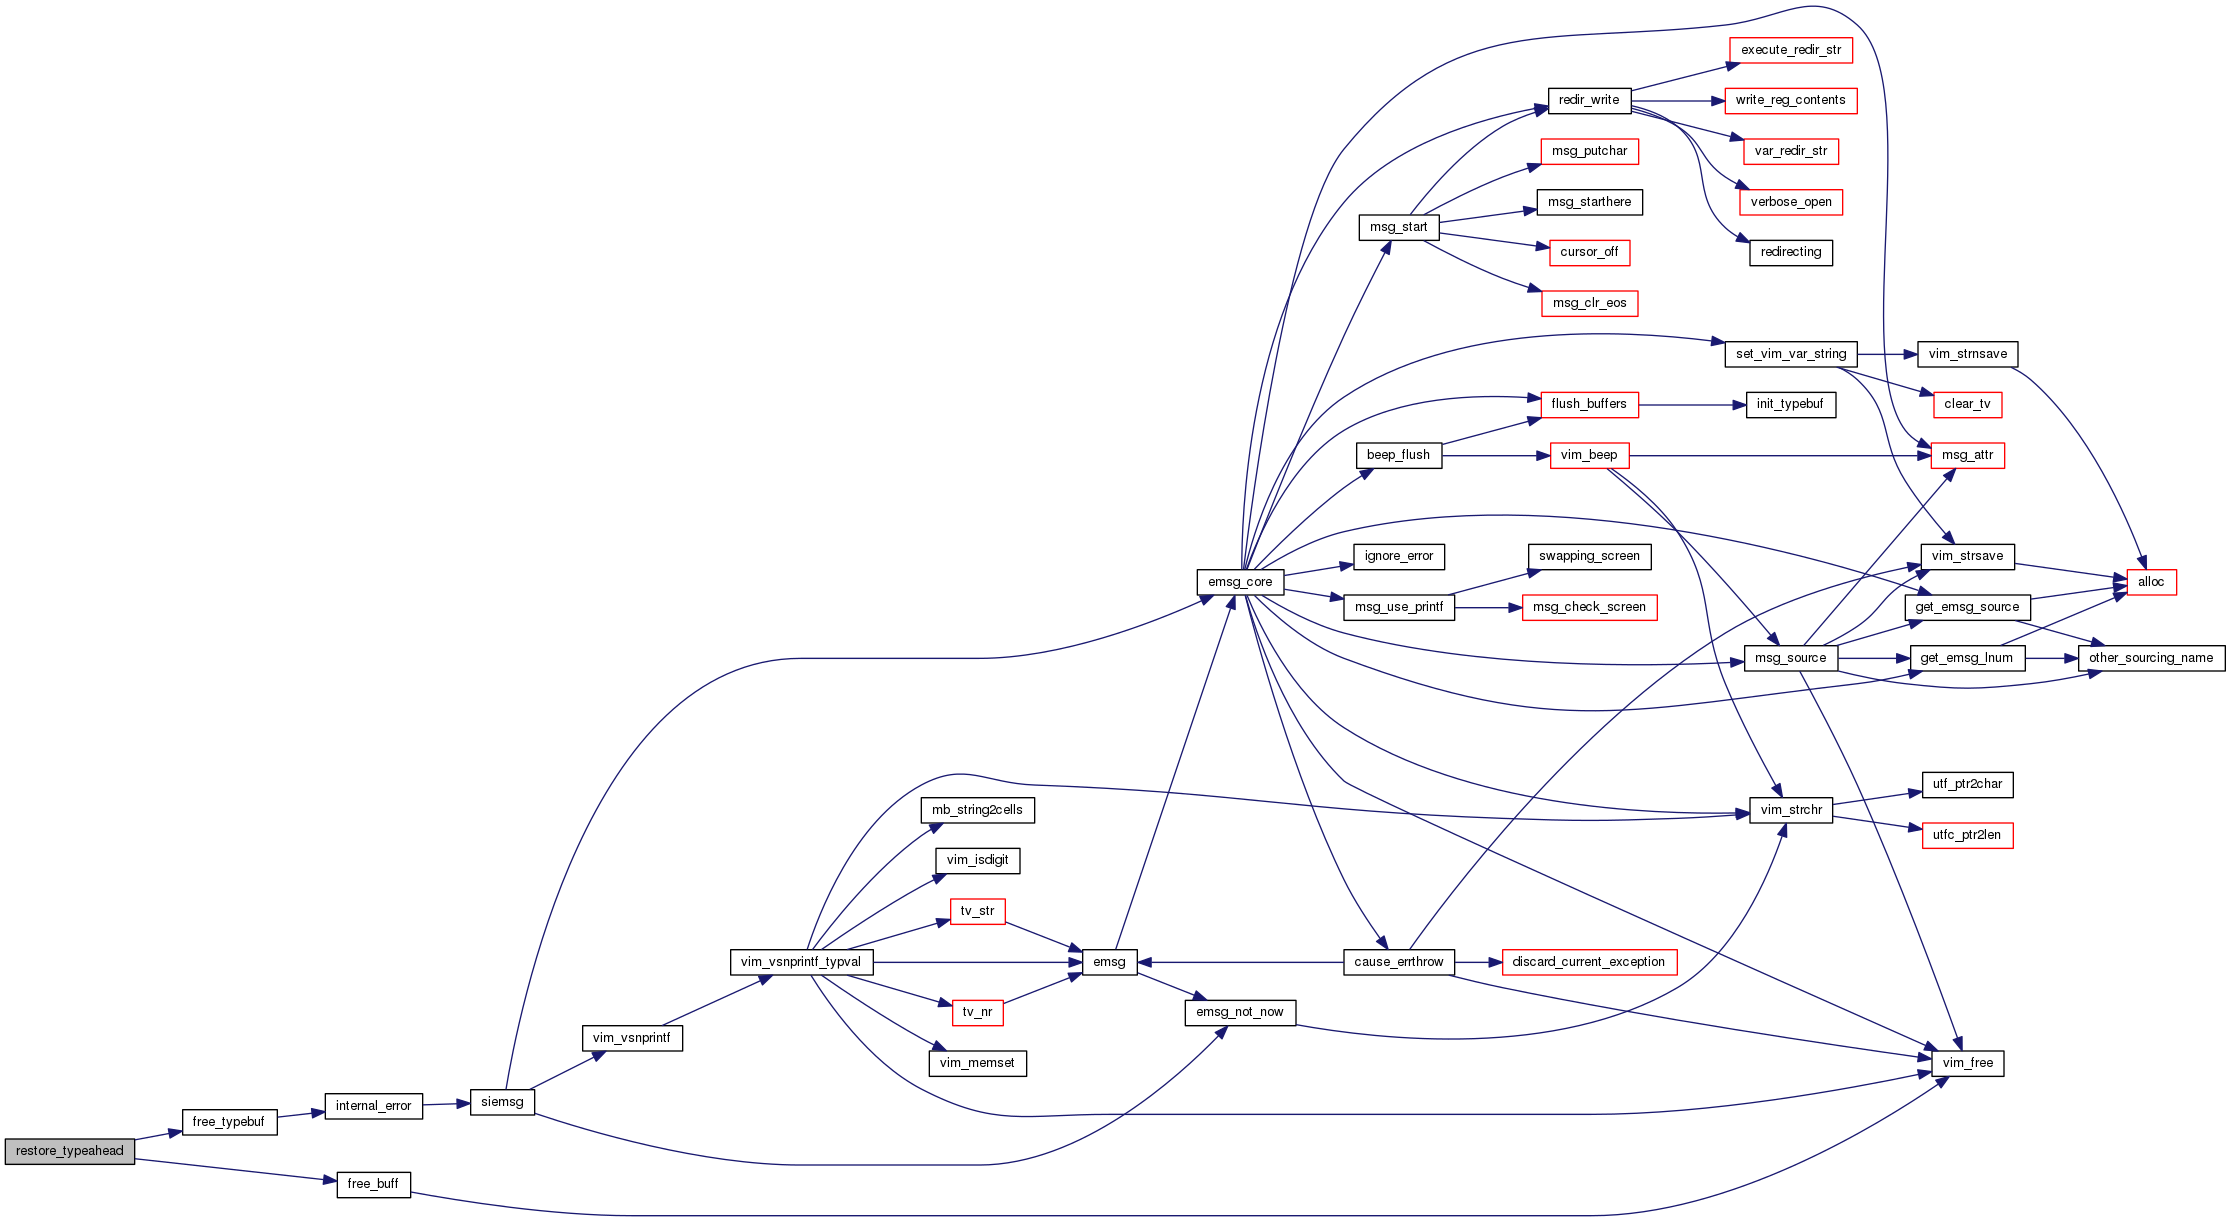 execute_redir_str
redir_write
write_reg_contents
msg_putchar
var_redir_str
msg_starthere
verbose_open
msg_start
cursor_off
redirecting
msg_clr_eos
set_vim_var_string
vim_strnsave
flush_buffers
init_typebuf
clear_tv
beep_flush
vim_beep
msg_attr
ignore_error
swapping_screen
vim_strsave
emsg_core
alloc
msg_use_printf
msg_check_screen
get_emsg_source
msg_source
get_emsg_lnum
other_sourcing_name
utf_ptr2char
mb_string2cells
vim_strchr
utfc_ptr2len
vim_isdigit
tv_str
vim_vsnprintf_typval
emsg
cause_errthrow
discard_current_exception
tv_nr
emsg_not_now
vim_vsnprintf
vim_memset
vim_free
siemsg
internal_error
free_typebuf
restore_typeahead
free_buff